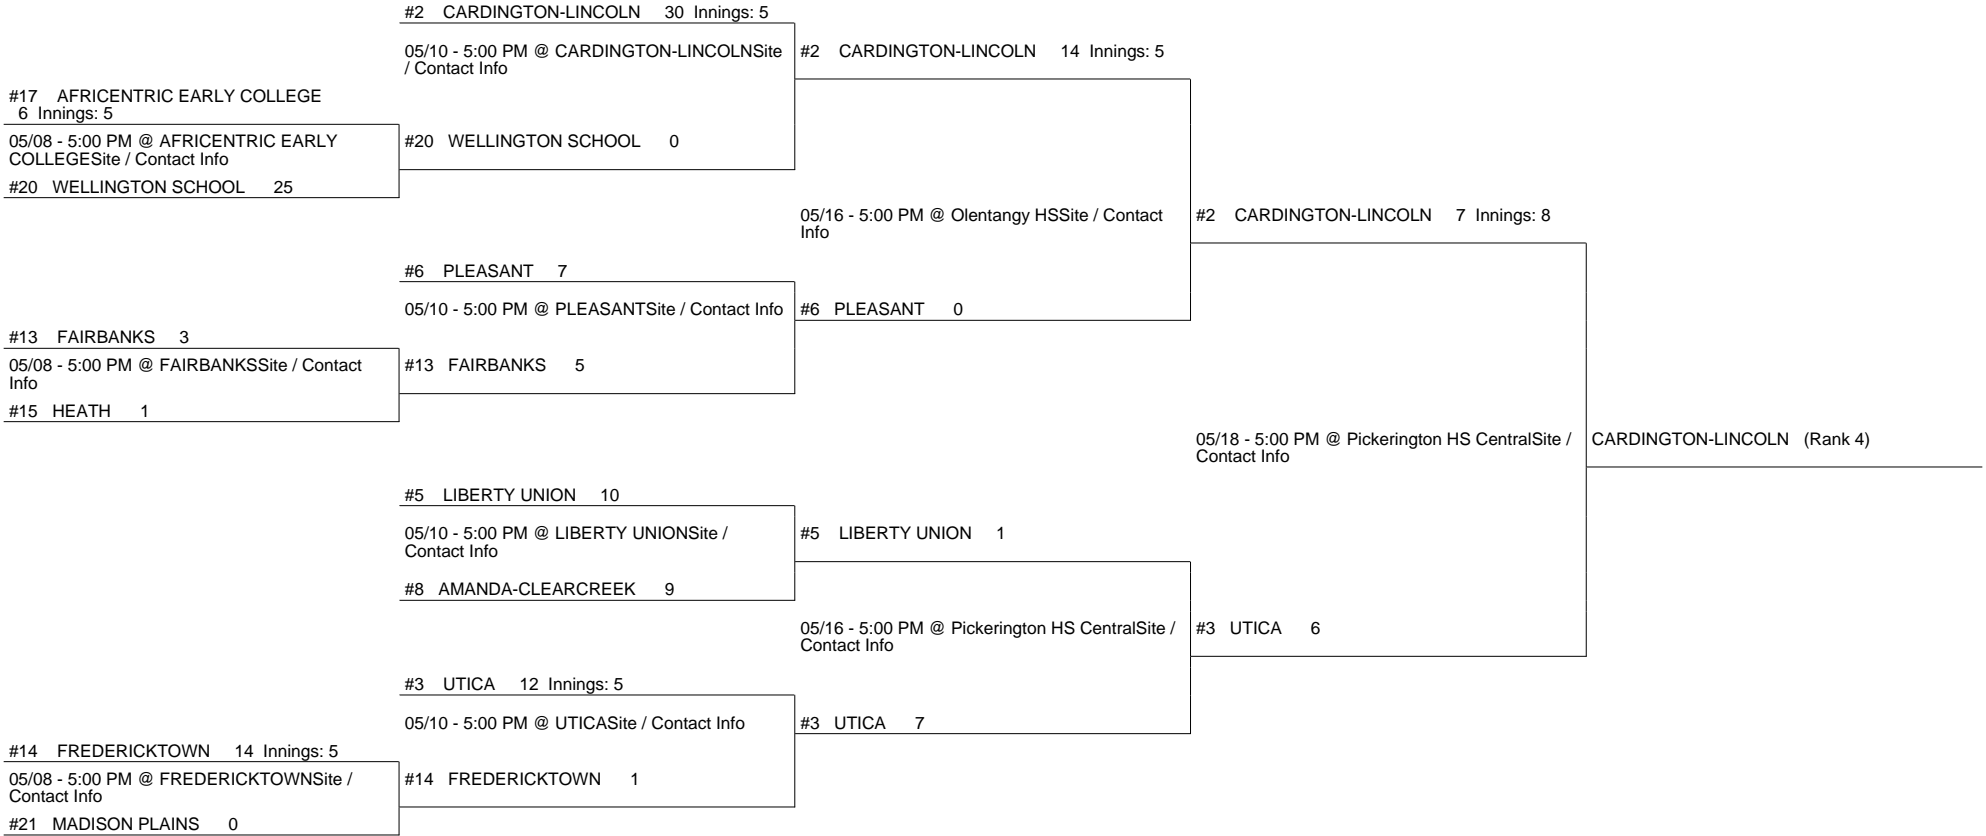 #2 CARDINGTON-LINCOLN 30 Innings: 5
05/10 - 5:00 PM @ CARDINGTON-LINCOLNSite
/ Contact Info
#17 AFRICENTRIC EARLY COLLEGE
6 Innings: 5
05/08 - 5:00 PM @ AFRICENTRIC EARLY
COLLEGESite / Contact Info
#20 WELLINGTON SCHOOL 25
#20 WELLINGTON SCHOOL 0
#2 CARDINGTON-LINCOLN 14 Innings: 5
05/16 - 5:00 PM @ Olentangy HSSite / Contact
Info
#6 PLEASANT 7
05/10 - 5:00 PM @ PLEASANTSite / Contact Info
#6 PLEASANT 0
#13 FAIRBANKS 3
05/08 - 5:00 PM @ FAIRBANKSSite / Contact
Info
#15 HEATH 1
#13 FAIRBANKS 5
#2 CARDINGTON-LINCOLN 7 Innings: 8
05/18 - 5:00 PM @ Pickerington HS CentralSite /
Contact Info
CARDINGTON-LINCOLN (Rank 4)
#5 LIBERTY UNION 10
05/10 - 5:00 PM @ LIBERTY UNIONSite /
Contact Info
#8 AMANDA-CLEARCREEK 9
#5 LIBERTY UNION 1
05/16 - 5:00 PM @ Pickerington HS CentralSite /
Contact Info
#3 UTICA 6
#3 UTICA 12 Innings: 5
05/10 - 5:00 PM @ UTICASite / Contact Info
#3 UTICA 7
#14 FREDERICKTOWN 14 Innings: 5
05/08 - 5:00 PM @ FREDERICKTOWNSite /
Contact Info
#21 MADISON PLAINS 0
#14 FREDERICKTOWN 1